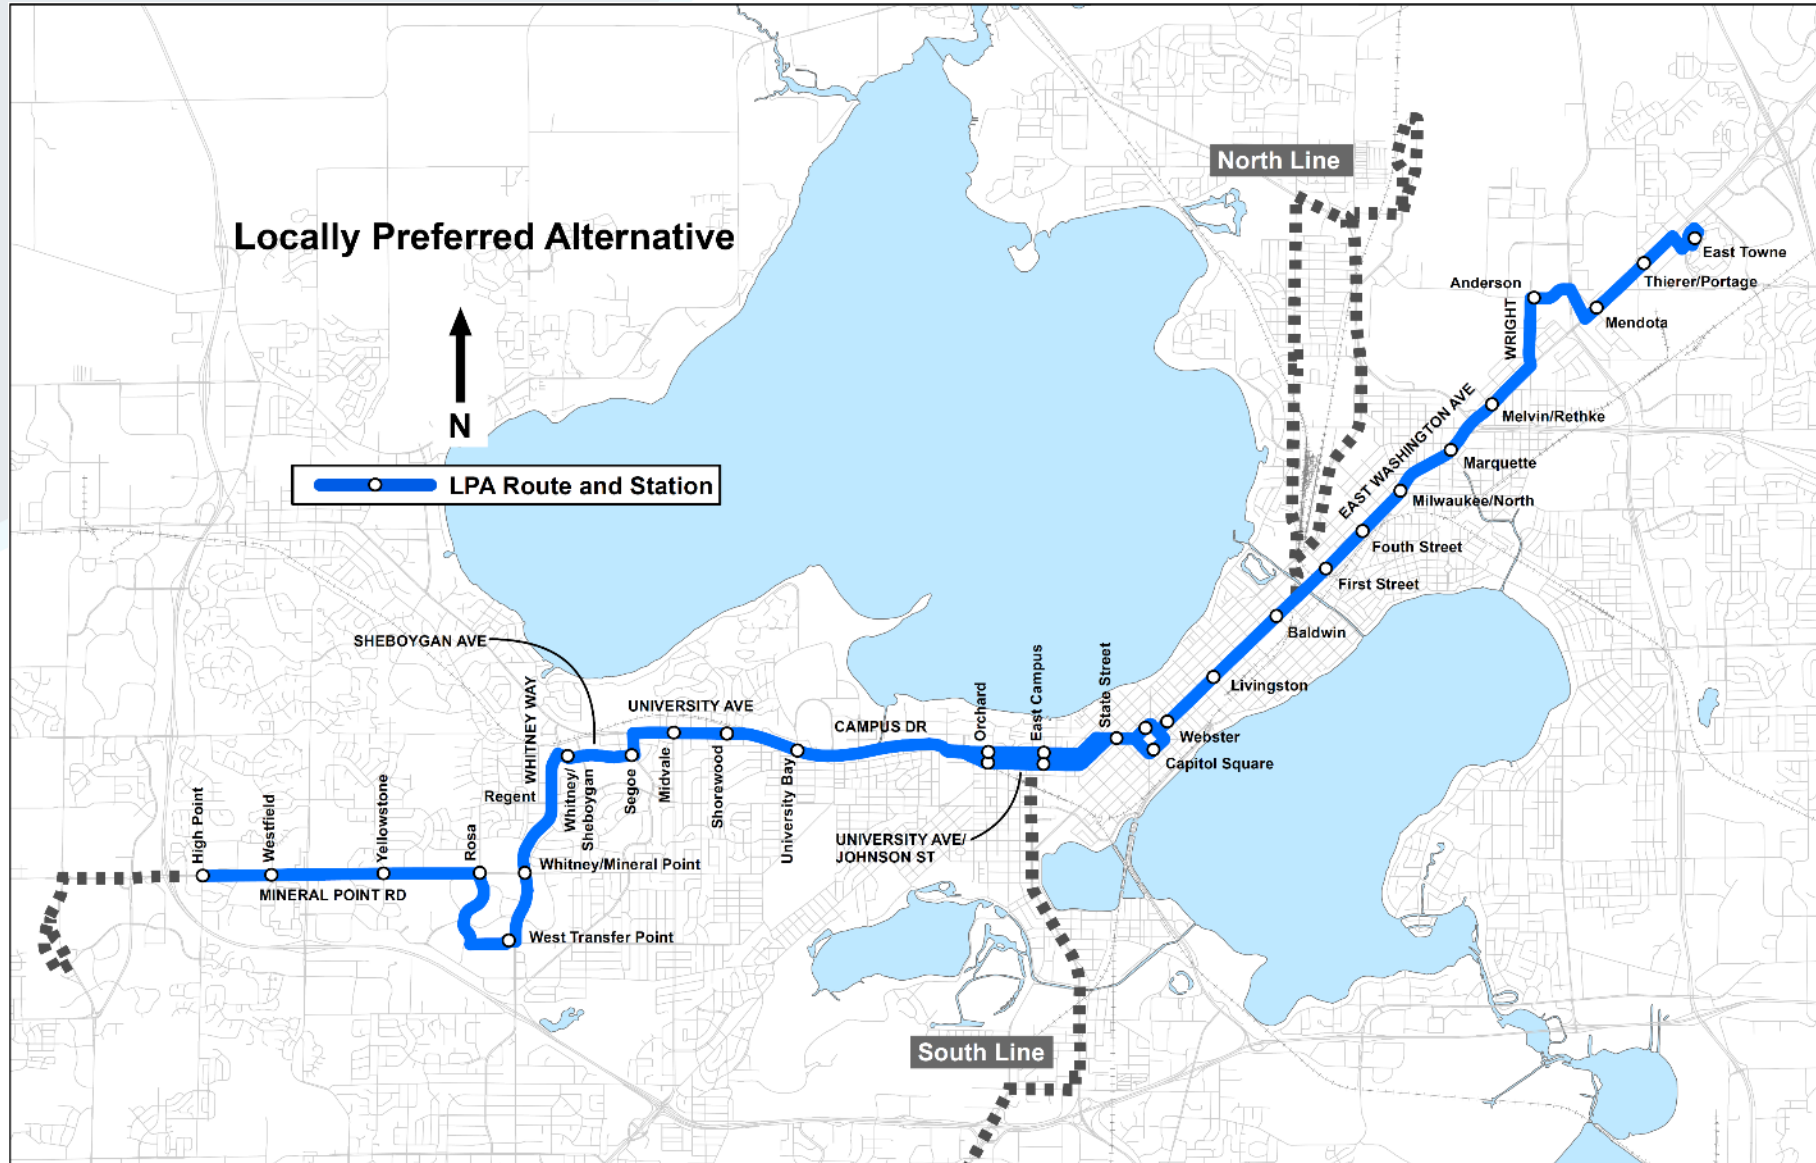 North Line
Locally Preferred Alternative
N
LPA Route and Station
East Towne
Thierer/Portage
Anderson
Mendota
WRIGHT
Melvin/Rethke
EAST WASHINGTON AVE
Marquette
Milwaukee/North
Fouth Street
First Street
Baldwin
Livingston
Webster
Capitol Square
State Street
East Campus
Orchard
CAMPUS DR
UNIVERSITY AVE/
JOHNSON ST
UNIVERSITY AVE
SHEBOYGAN AVE
WHITNEY WAY
University Bay
Shorewood
Midvale
Segoe
Whitney/
Sheboygan
Regent
Whitney/Mineral Point
West Transfer Point
Rosa
Yellowstone
Westfield
High Point
MINERAL POINT RD
South Line